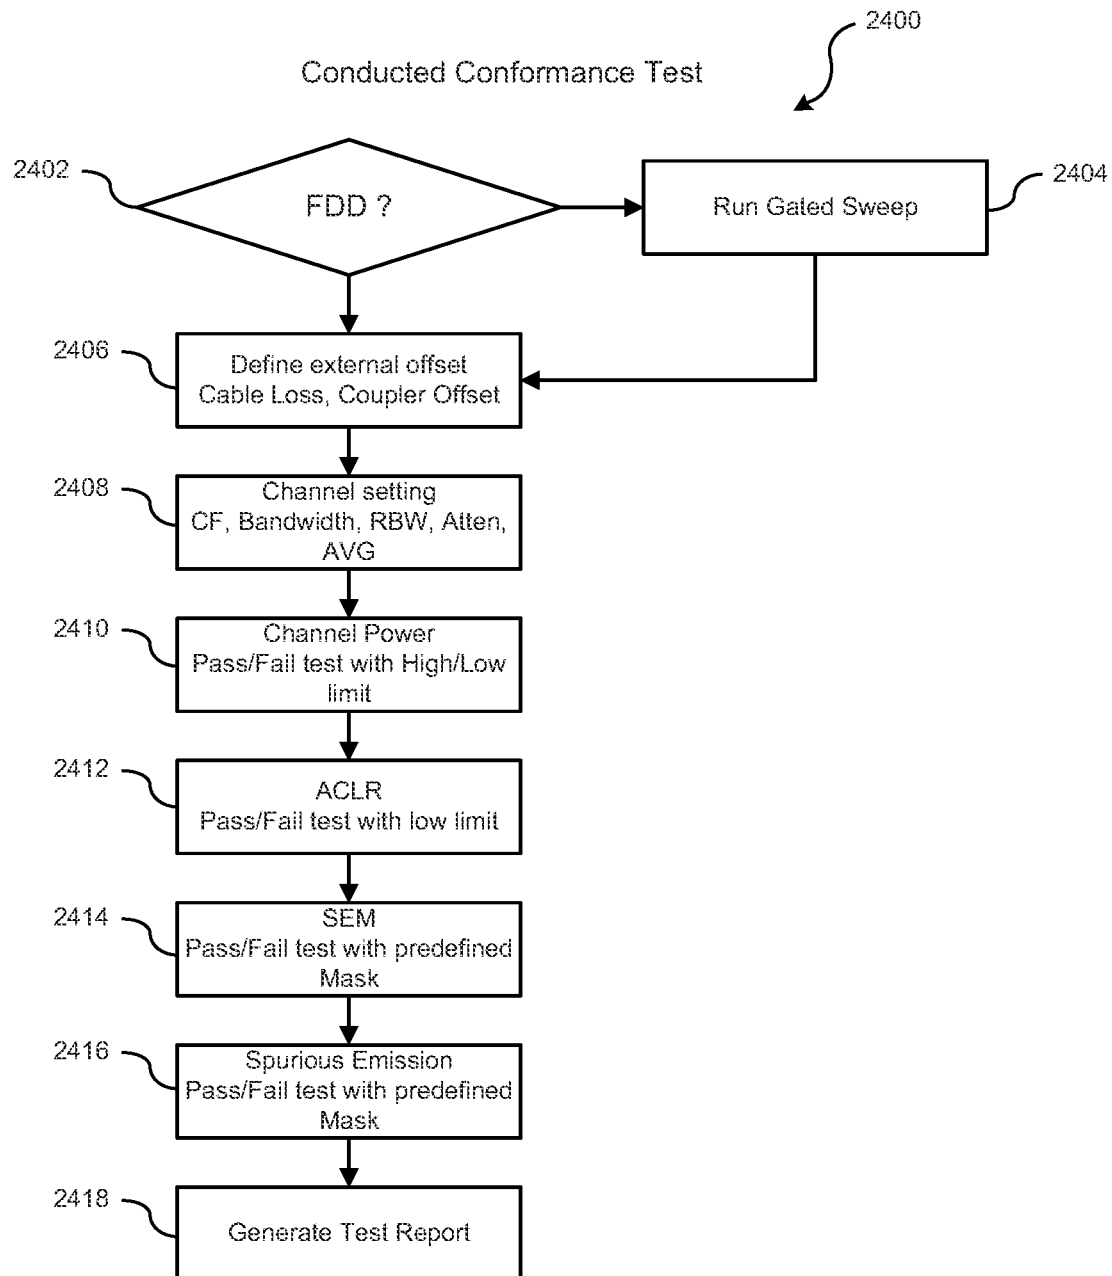 2400
Conducted Conformance Test
2402
FDD ?
Run Gated Sweep
2404
2406
Define external offset
Cable Loss, Coupler Offset
2408
Channel setting
CF, Bandwidth, RBW, Atten,
AVG
2410
Channel Power
Pass/Fail test with High/Low
limit
2412
ACLR
Pass/Fail test with low limit
2414
SEM
Pass/Fail test with predefined
Mask
2416
Spurious Emission
Pass/Fail test with predefined
Mask
2418
Generate Test Report